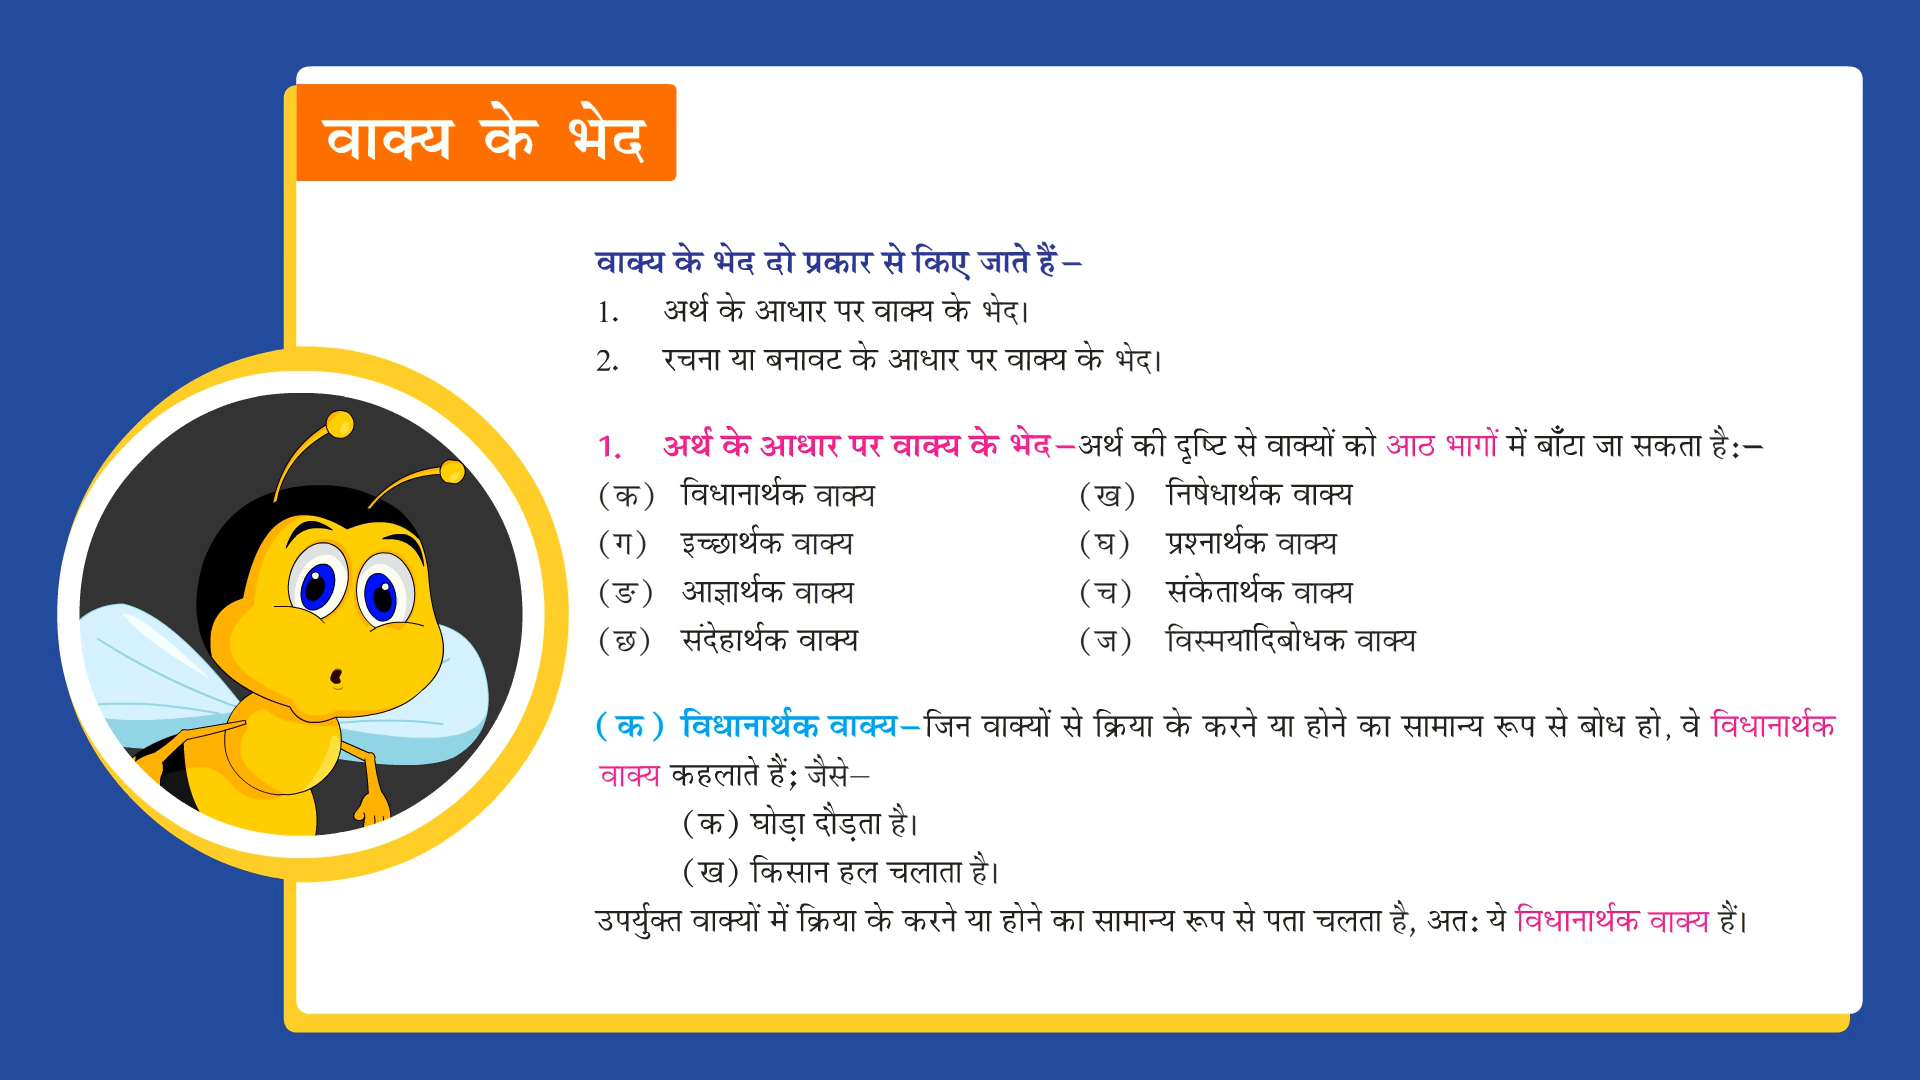 वाक्य के भेद
वाक्य के भेद दो प्रकार से किए जाते हैं–
1. अर्थ के आधार पर वाक्य के भेद।
2. रचना या बनावट के आधार पर वाक्य के भेद।
1. अर्थ के आधार पर वाक्य के भेद–अर्थ की दृष्टि से वाक्यों को आठ भागों में बाँटा जा सकता है:–
(क) विधानार्थक वाक्य (ख) निषेधार्थक वाक्य
(ग) इच्छार्थक वाक्य (घ) प्रश्नार्थक वाक्य
(ङ) आज्ञार्थक वाक्य (च) संकेतार्थक वाक्य
(छ) संदेहार्थक वाक्य (ज) विस्मयादिबोधक वाक्य
(क) विधानार्थक वाक्य–जिन वाक्यों से क्रिया के करने या होने का सामान्य रूप से बोध हो, वे विधानार्थक
वाक्य कहलाते हैं; जैसे–
(क) घोड़ा दौड़ता है।
(ख) किसान हल चलाता है।
उपर्युक्त वाक्यों में क्रिया के करने या होने का सामान्य रूप से पता चलता है, अत: ये विधानार्थक वाक्य हैं।